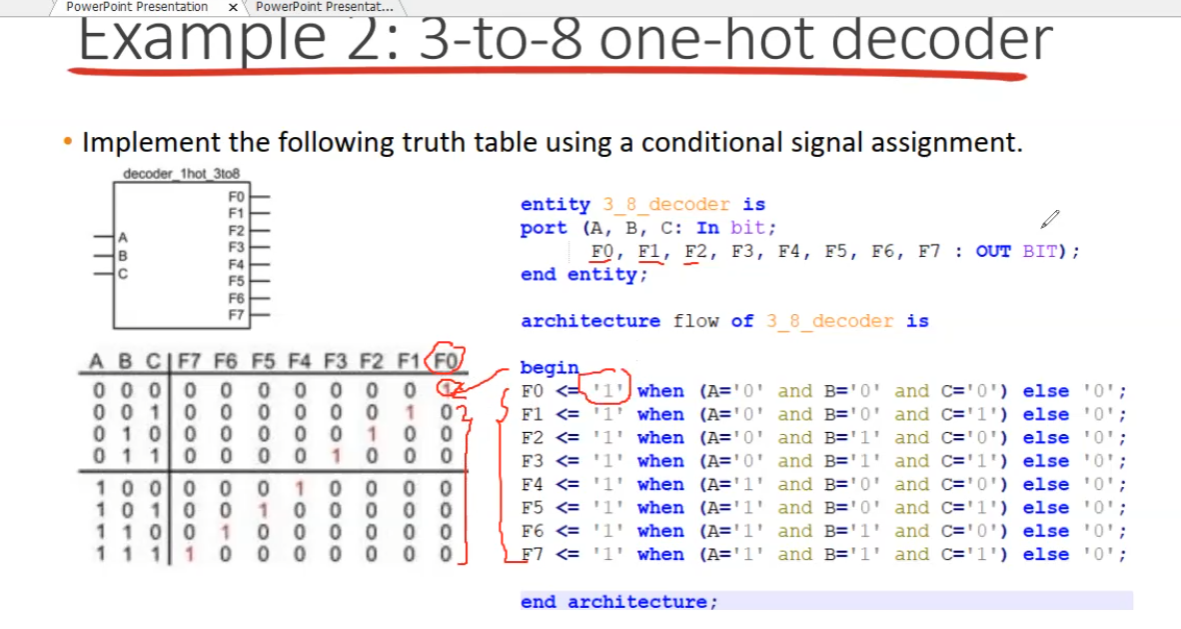 PowerPoint Presentation × PowerPoint Presentat...
Example 2: 3-to-8 one-hot decoder
• Implement the following truth table using a conditional signal assignment.
decoder_1hot_3to8
F0
F1
F2
A
F3
B
F4
C
F5
F6
F7
A B C F7 F6 F5 F4 F3 F2 F1 F0
0 0 0 0 0 0 0 0 0 0 1
0 0 1 0 0 0 0 0 0 1 0
0 1 0 0 0 0 0 0 1 0 0
0 1 1 0 0 0 0 1 0 0 0
1 0 0 0 0 0 1 0 0 0 0
1 0 1 0 0 1 0 0 0 0 0
1 1 0 0 1 0 0 0 0 0 0
1 1 1 1 0 0 0 0 0 0 0
entity 3_8_decoder is
port (A, B, C: In bit;
F0, F1, F2, F3, F4, F5, F6, F7 : OUT BIT);
end entity;
architecture flow of 3_8_decoder is
begin
F0 <= '1' when (A='0' and B='0' and C='0') else '0';
F1 <= '1' when (A='0' and B='0' and C='1') else '0';
F2 <= '1' when (A='0' and B='1' and C='0') else '0';
F3 <= '1' when (A='0' and B='1' and C='1') else '0';
F4 <= '1' when (A='1' and B='0' and C='0') else '0';
F5 <= '1' when (A='1' and B='0' and C='1') else '0';
F6 <= '1' when (A='1' and B='1' and C='0') else '0';
F7 <= '1' when (A='1' and B='1' and C='1') else '0';
end architecture;